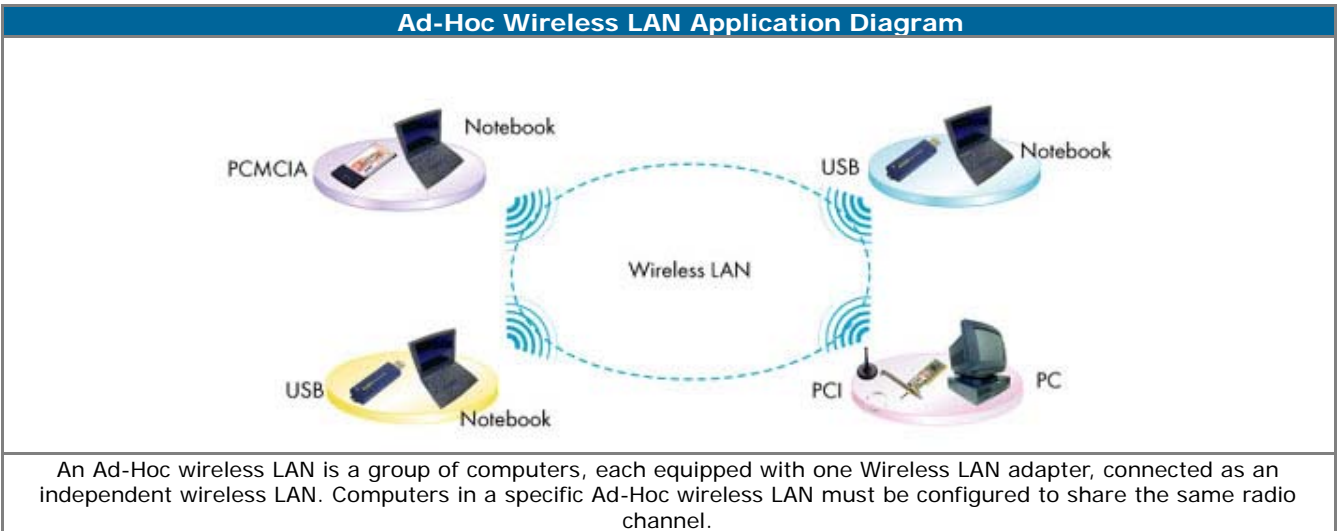 Ad-Hoc Wireless LAN Application Diagram
Notebook
PCMCIA
USB
Notebook
Wireless LAN
USB
Notebook
PCI
PC
An Ad-Hoc wireless LAN is a group of computers, each equipped with one Wireless LAN adapter, connected as an
independent wireless LAN. Computers in a specific Ad-Hoc wireless LAN must be configured to share the same radio
channel.